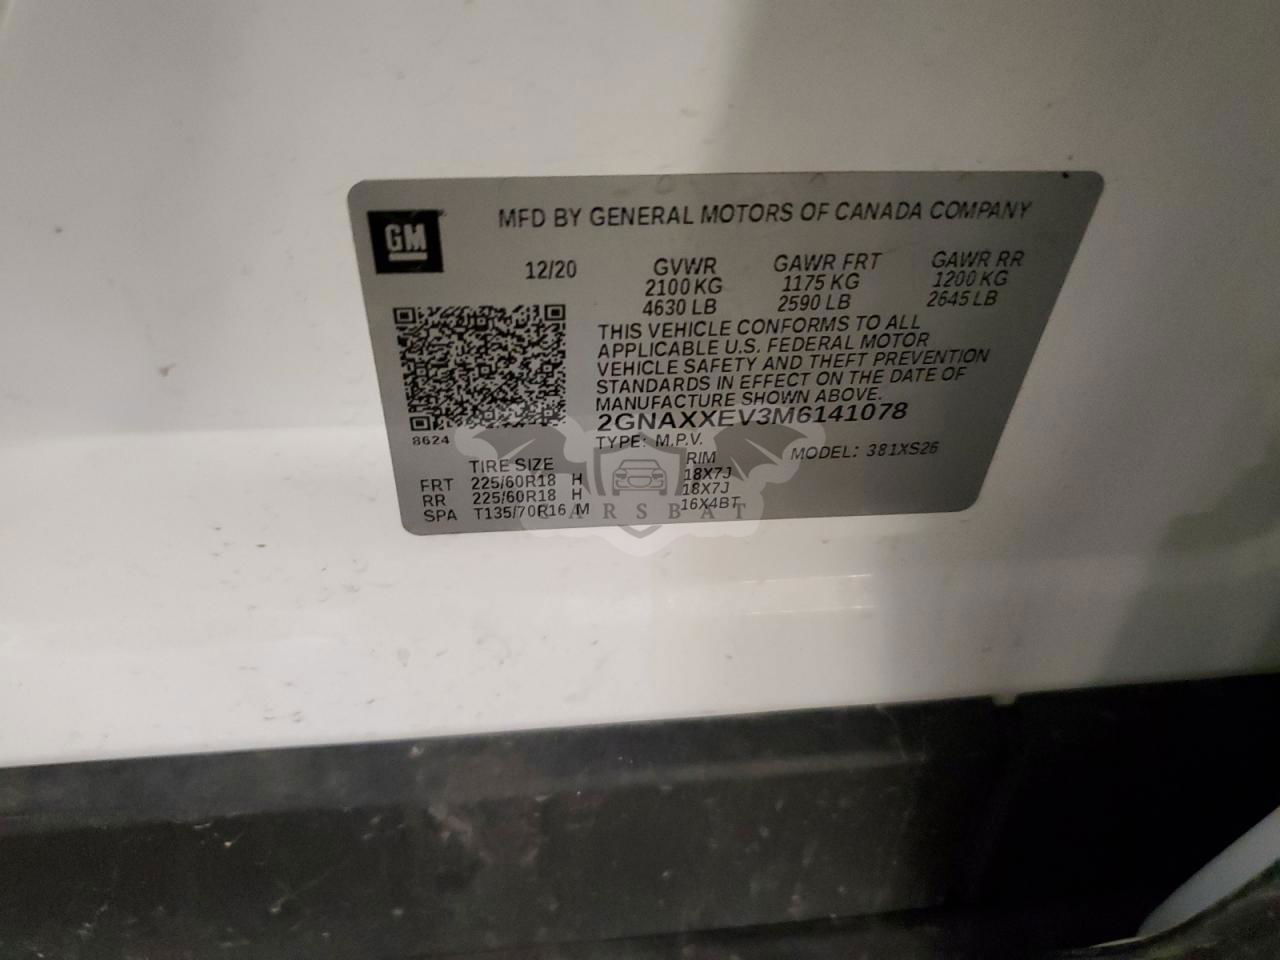 GM
MFD BY GENERAL MOTORS OF CANADA COMPANY
12/20 GVWR GAWR FRT GAWR RR
2100 KG 1175 KG 1200 KG
4630 LB 2590 LB 2645 LB
THIS VEHICLE CONFORMS TO ALL
APPLICABLE U.S. FEDERAL MOTOR
VEHICLE SAFETY AND THEFT PREVENTION
STANDARDS IN EFFECT ON THE DATE OF
MANUFACTURE SHOWN ABOVE.
2GNAXXEV3M6141078
8624 TYPE: M.P.V. MODEL: 381XS26
TIRE SIZE RIM
FRT 225/60R18 H 18X7J
RR 225/60R18 H 18X7J
SPA T135/70R16 M 16X4BT
CARSBAT